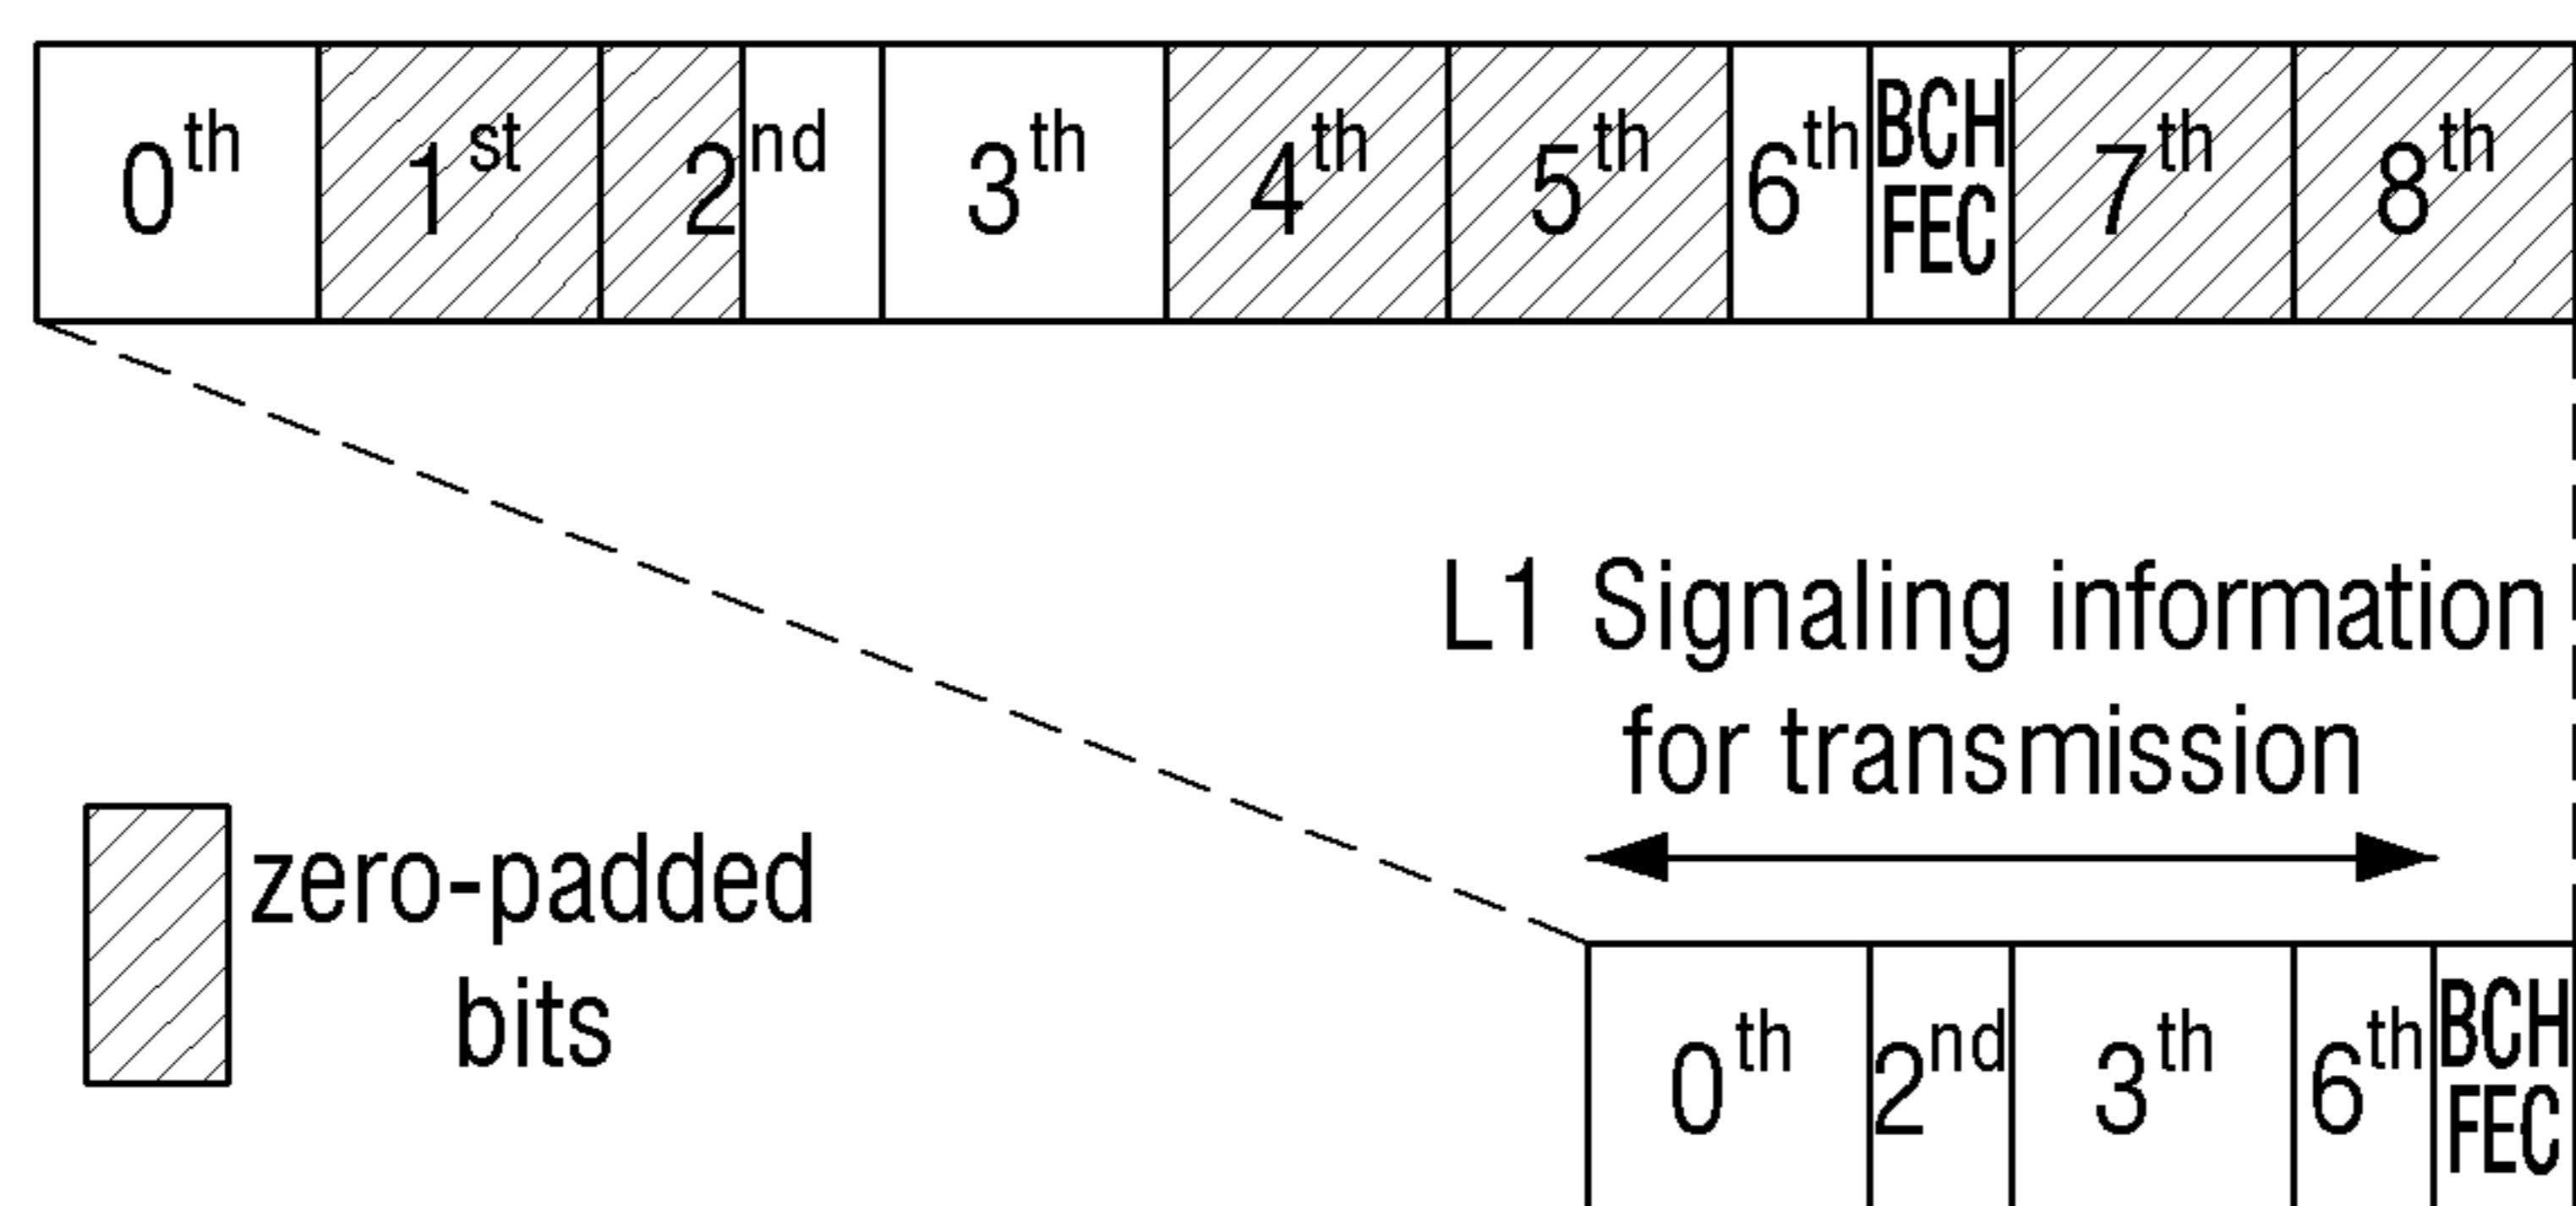 0th 1st 2nd 3th 4th 5th 6th BCH FEC 7th 8th
L1 Signaling information
for transmission
zero-padded
bits
0th 2nd 3th 6th BCH FEC